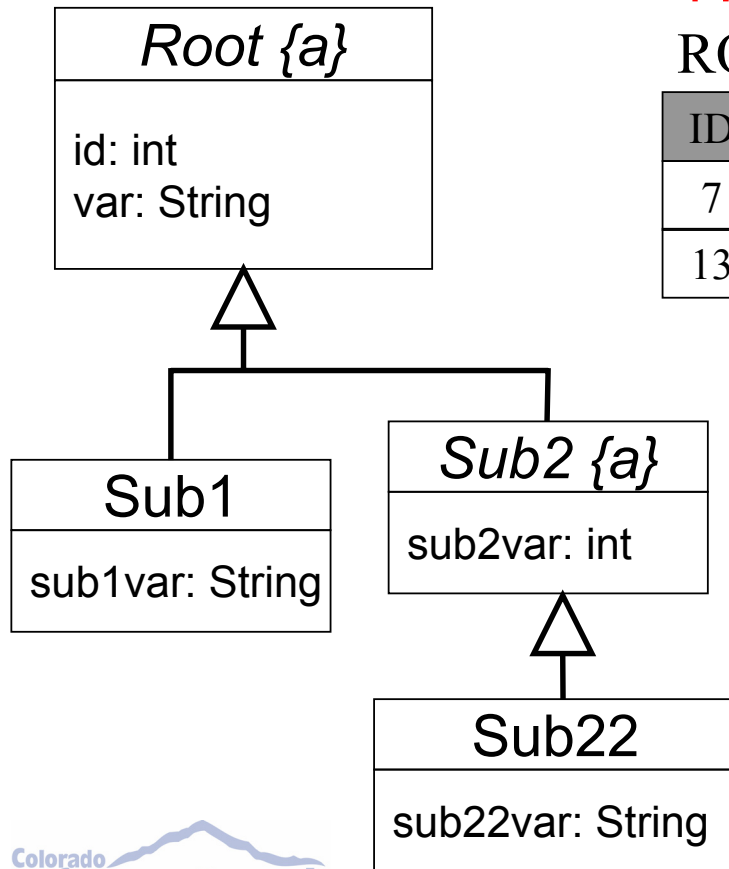 Root {a}
id: int
var: String
RO
ID
7
13
Sub1
sub1var: String
Sub2 {a}
sub2var: int
Sub22
sub22var: String
Colorado